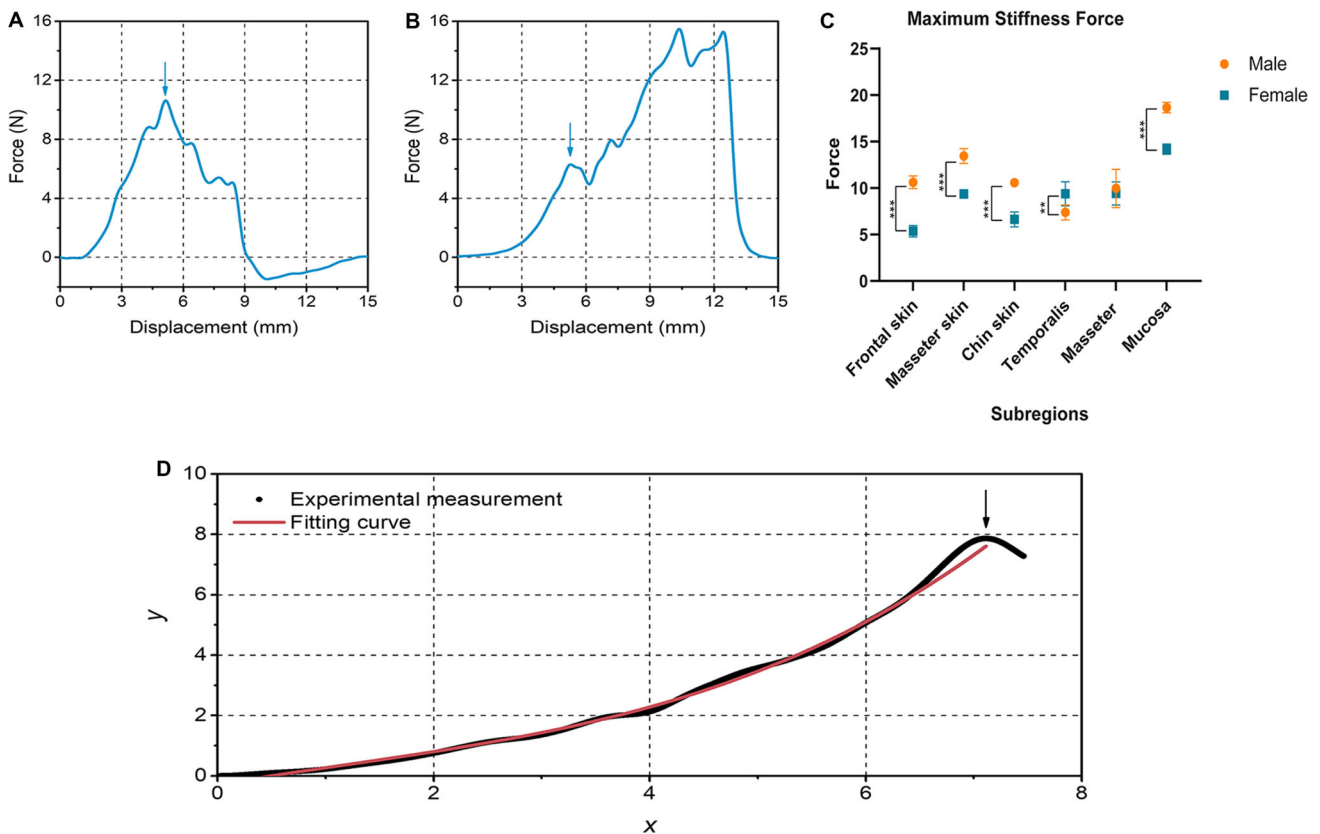 A
16
12
8
4
0
Force (N)
0 3 6 9 12 15
Displacement (mm)
B
16
12
8
4
0
Force (N)
0 3 6 9 12 15
Displacement (mm)
C
Maximum Stiffness Force
25
20
15
10
5
0
Force
Male
Female
***
***
***
**
***
Frontal skin
Masseter skin
Chin skin
Temporalis
Masseter
Mucosa
Subregions
D
10
8
6
4
2
0
y
Experimental measurement
Fitting curve
0 2 4 6 8
x